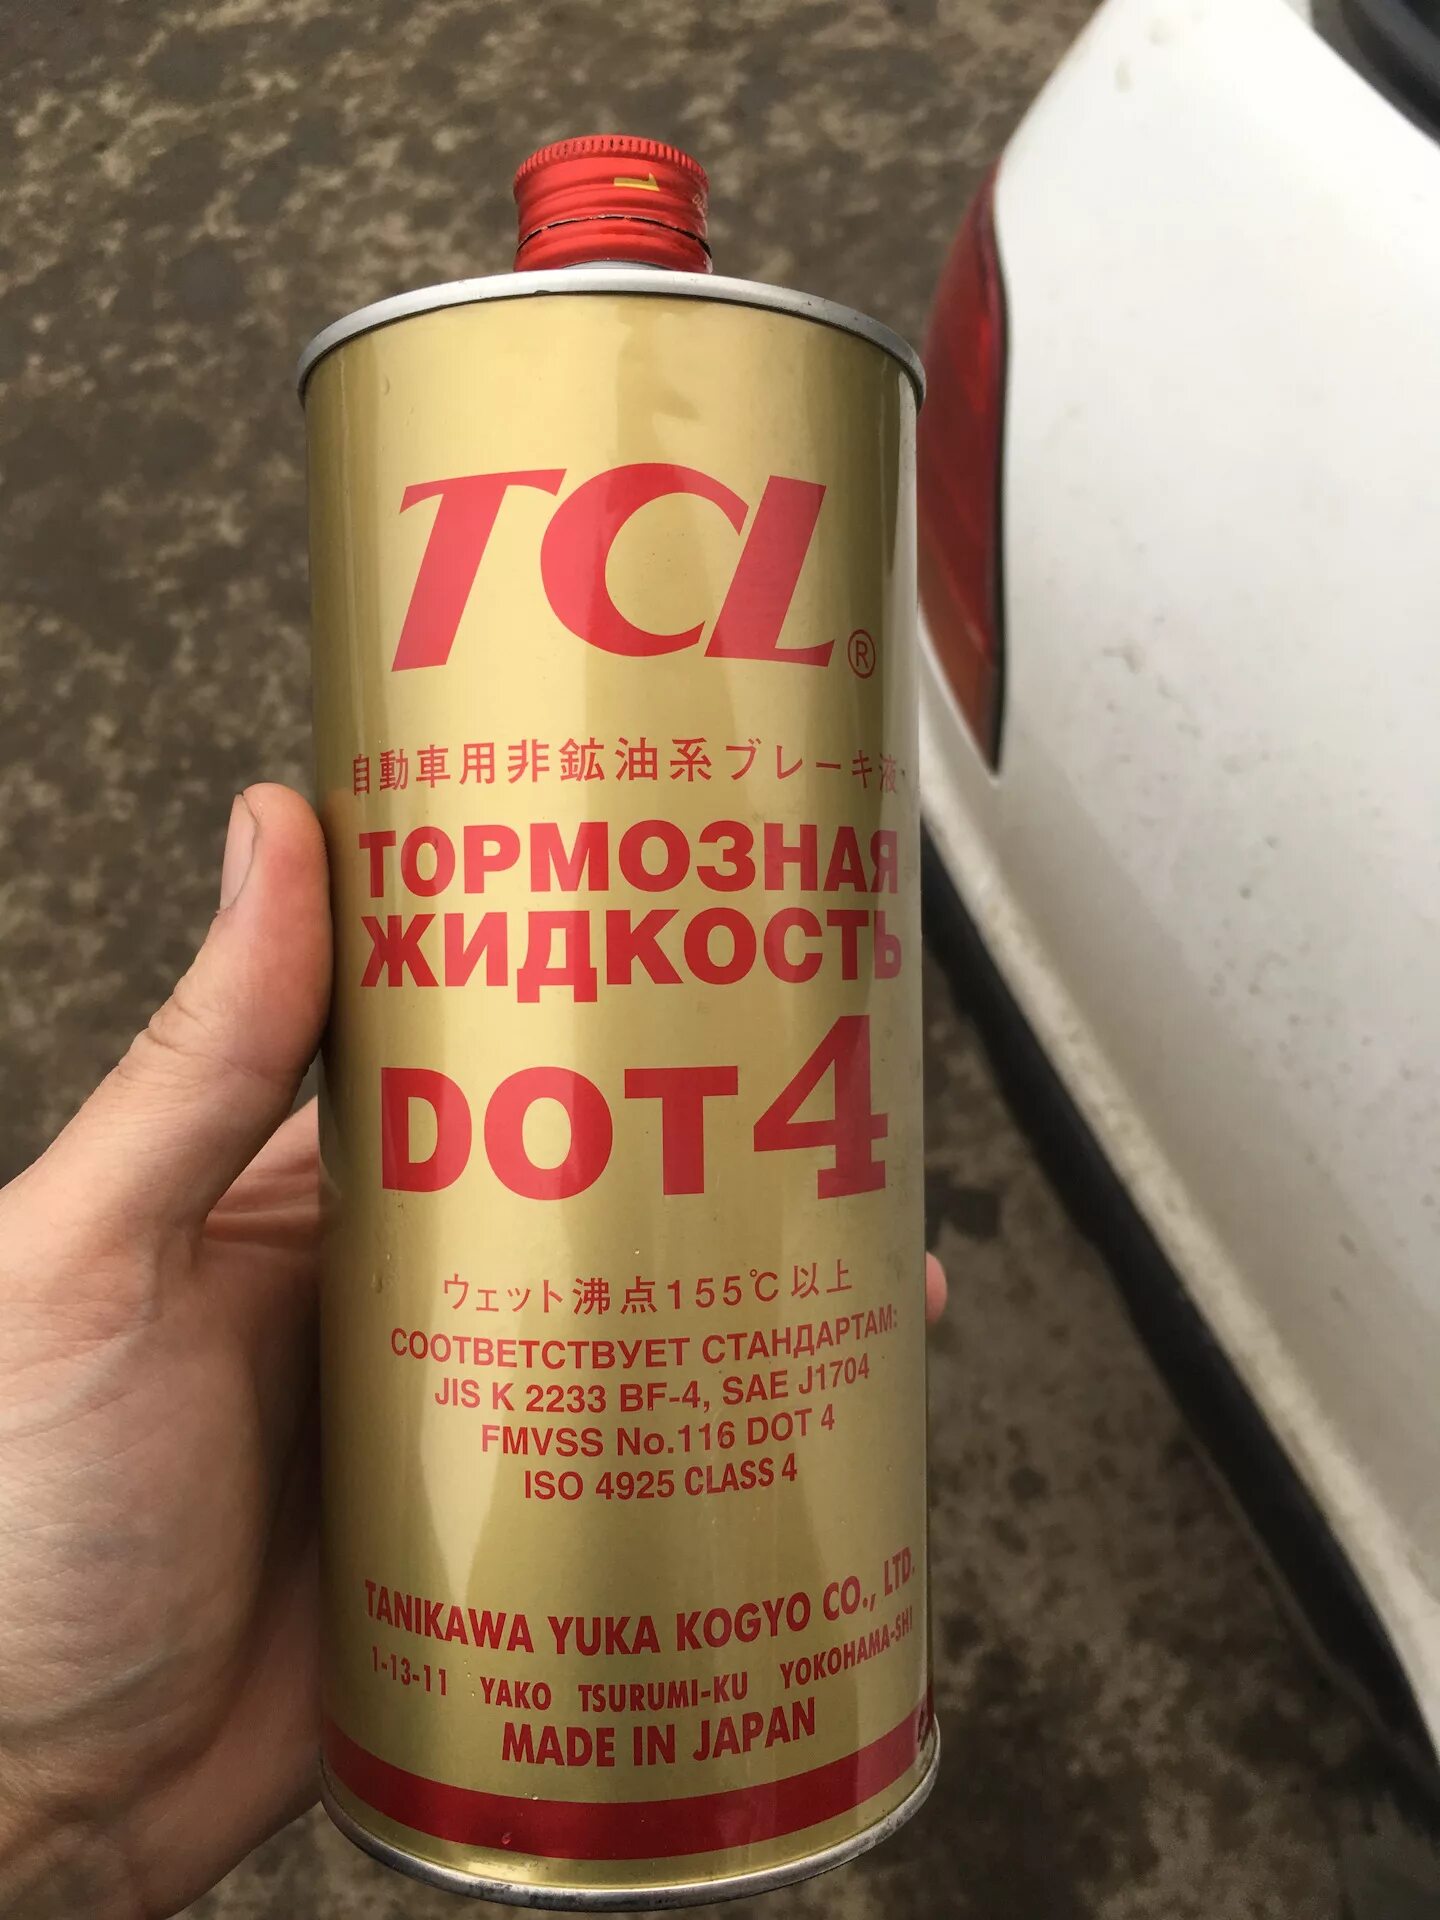 TCL®
自動車用非鉱油系ブレーキ液
ТОРМОЗНАЯ
ЖИДКОСТЬ
DOT 4
ウェット沸点155℃以上
СООТВЕТСТВУЕТ СТАНДАРТАМ:
JIS K 2233 BF-4, SAE J1704
FMVSS No.116 DOT 4
ISO 4925 CLASS 4
TANIKAWA YUKA KOGYO CO., LTD.
1-13-11 YAKO TSURUMI-KU YOKOHAMA-SHI
MADE IN JAPAN